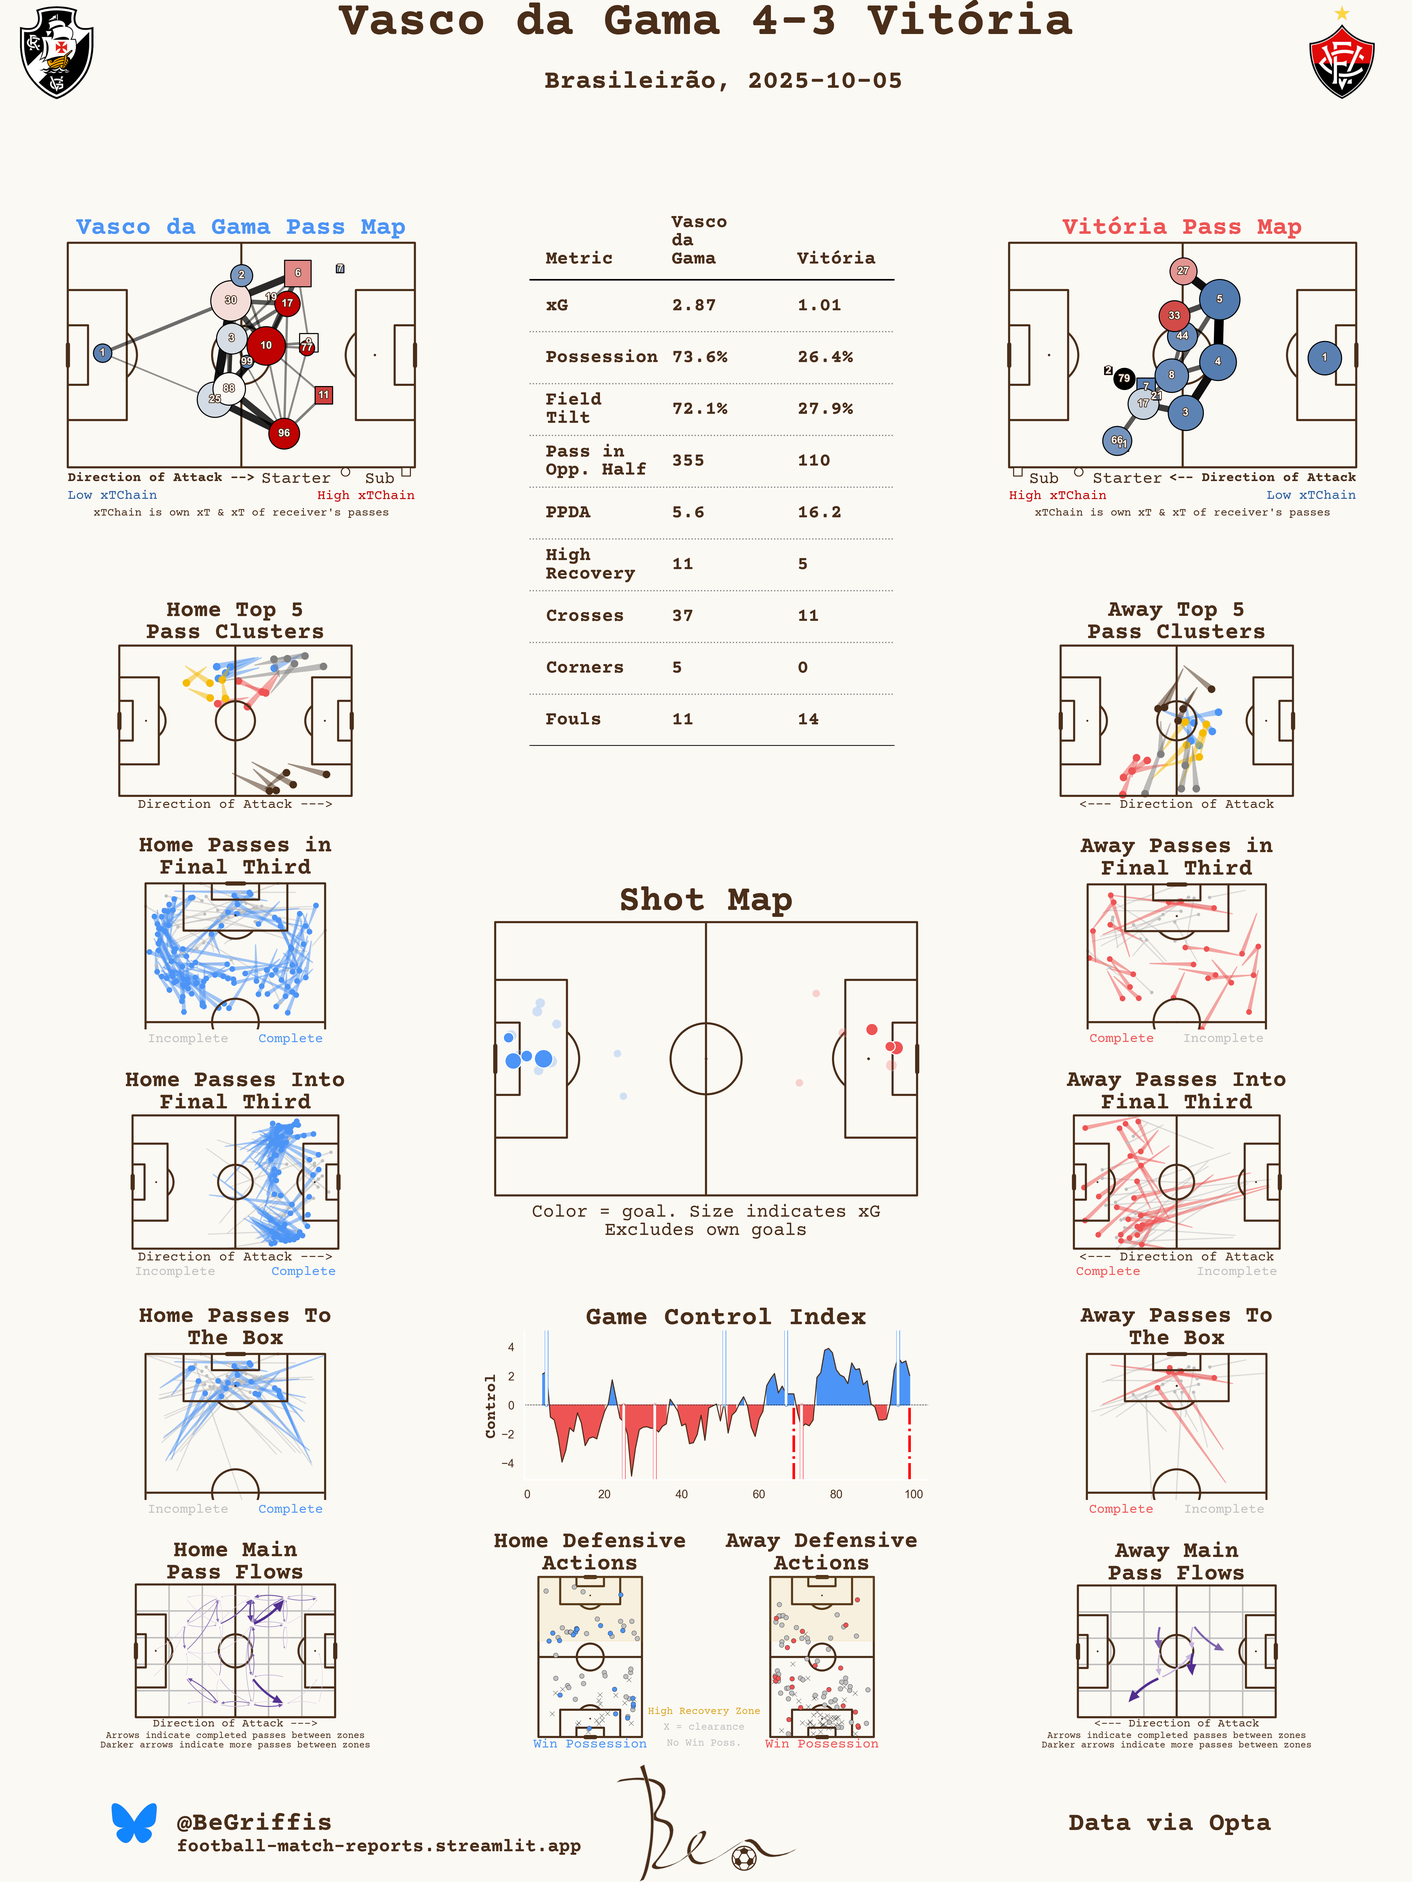 Vasco da Gama 4-3 Vitória
Brasileirão, 2025-10-05
Vasco da Gama Pass Map
2
6
7
30
19
17
3
10
9
77
1
99
88
25
11
96
Direction of Attack --> Starter Sub
Low xTChain High xTChain
xTChain is own xT & xT of receiver's passes
Metric Vasco da Gama Vitória
xG 2.87 1.01
Possession 73.6% 26.4%
Field Tilt 72.1% 27.9%
Pass in Opp. Half 355 110
PPDA 5.6 16.2
High Recovery 11 5
Crosses 37 11
Corners 5 0
Fouls 11 14
Vitória Pass Map
27
5
33
44
4
1
2
79
8
7
21
17
3
66
11
Sub Starter <-- Direction of Attack
High xTChain Low xTChain
xTChain is own xT & xT of receiver's passes
Home Top 5
Pass Clusters
Direction of Attack --->
Away Top 5
Pass Clusters
<--- Direction of Attack
Home Passes in
Final Third
Incomplete Complete
Shot Map
Color = goal. Size indicates xG
Excludes own goals
Away Passes in
Final Third
Complete Incomplete
Home Passes Into
Final Third
Direction of Attack --->
Incomplete Complete
Away Passes Into
Final Third
<--- Direction of Attack
Complete Incomplete
Home Passes To
The Box
Incomplete Complete
Game Control Index
Control
4
2
0
−2
−4
0 20 40 60 80 100
Away Passes To
The Box
Complete Incomplete
Home Main
Pass Flows
Direction of Attack --->
Arrows indicate completed passes between zones
Darker arrows indicate more passes between zones
Home Defensive
Actions
Win Possession
High Recovery Zone
X = clearance
No Win Poss.
Away Defensive
Actions
Win Possession
Away Main
Pass Flows
<--- Direction of Attack
Arrows indicate completed passes between zones
Darker arrows indicate more passes between zones
@BeGriffis
football-match-reports.streamlit.app
Ben
Data via Opta